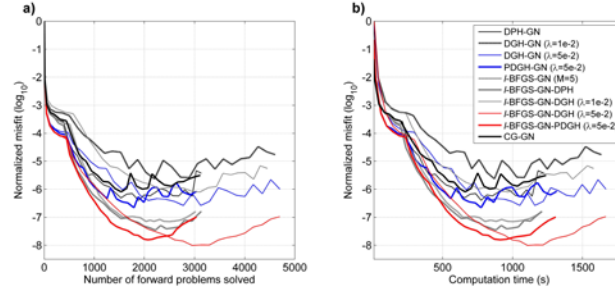 a)
b)
Normalized misfit (log10)
0
-1
-2
-3
-4
-5
-6
-7
-8
0 1000 2000 3000 4000 5000
Number of forward problems solved
Normalized misfit (log10)
0
-1
-2
-3
-4
-5
-6
-7
-8
500 1000 1500
Computation time (s)
DPH-GN
DGH-GN (λ=1e-2)
DGH-GN (λ=5e-2)
PDGH-GN (λ=5e-2)
l-BFGS-GN (M=5)
l-BFGS-GN-DPH
l-BFGS-GN-DGH (λ=1e-2)
l-BFGS-GN-DGH (λ=5e-2)
l-BFGS-GN-PDGH (λ=5e-2)
CG-GN